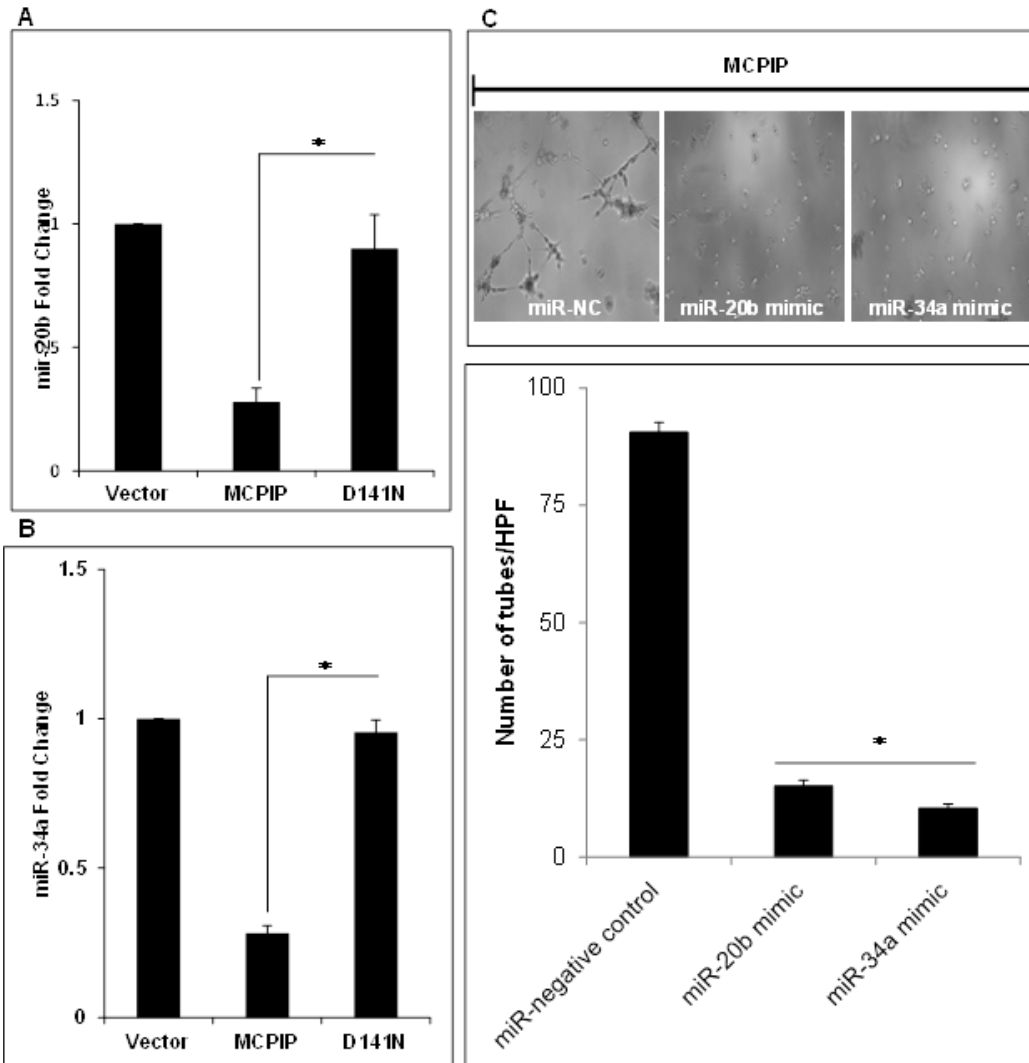 A
1.5
1
0.5
0
mir-20b Fold Change
*
Vector MCPIP D141N
B
1.5
1
0.5
0
miR-34a Fold Change
*
Vector MCPIP D141N
C
MCPIP
miR-NC miR-20b mimic miR-34a mimic
100
75
50
25
0
Number of tubes/HPF
*
miR-negative control
miR-20b mimic
miR-34a mimic